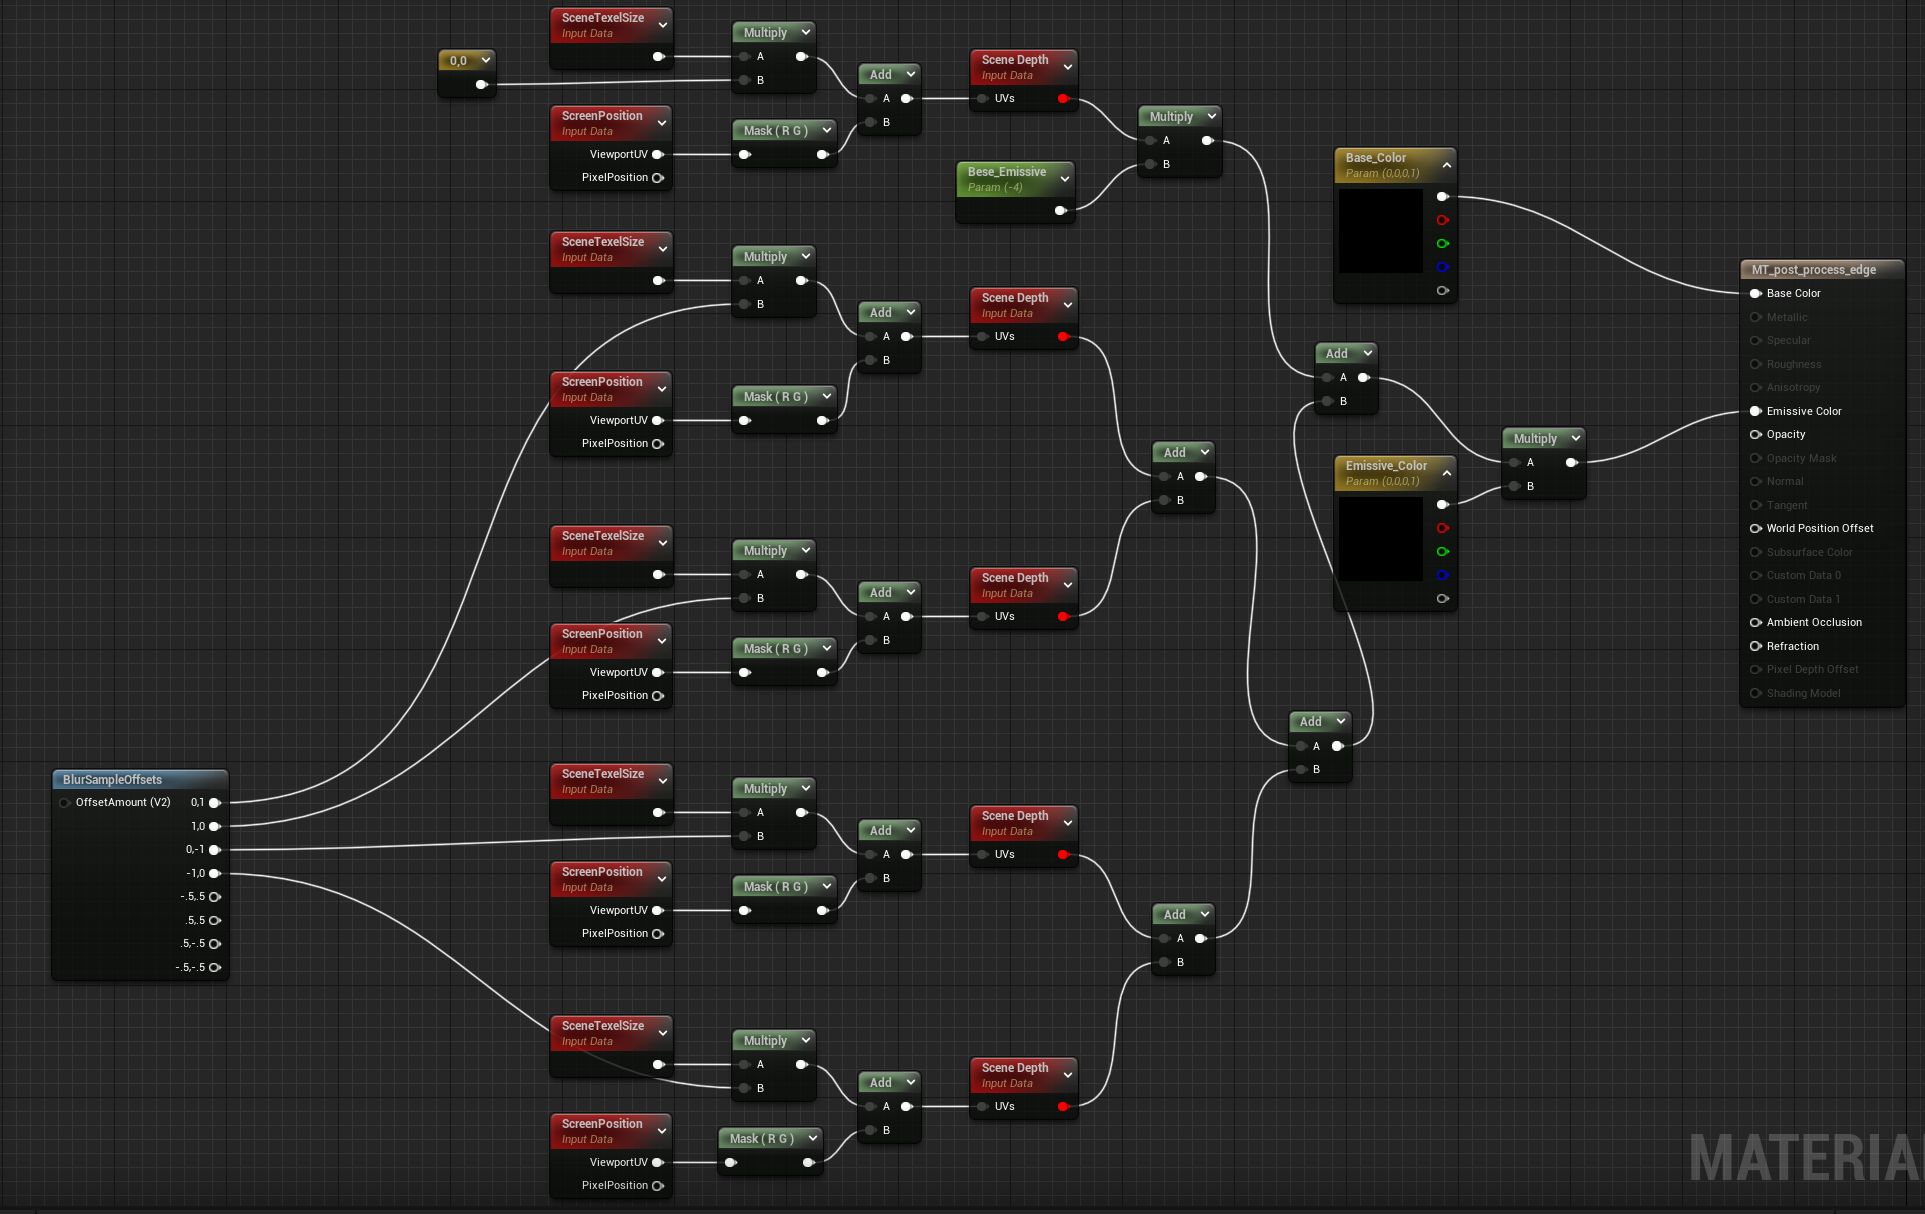 SceneTexelSize
Input Data
Multiply
A
B
0,0
Add
A
B
Scene Depth
Input Data
UVs
ScreenPosition
Input Data
ViewportUV
PixelPosition
Mask ( R G )
Multiply
A
B
Bese_Emissive
Param (-4)
Base_Color
Param (0,0,0,1)
SceneTexelSize
Input Data
Multiply
A
B
Add
A
B
Scene Depth
Input Data
UVs
ScreenPosition
Input Data
ViewportUV
PixelPosition
Mask ( R G )
Add
A
B
Add
A
B
Multiply
A
B
Emissive_Color
Param (0,0,0,1)
MT_post_process_edge
Base Color
Metallic
Specular
Roughness
Anisotropy
Emissive Color
Opacity
Opacity Mask
Normal
Tangent
World Position Offset
Subsurface Color
Custom Data 0
Custom Data 1
Ambient Occlusion
Refraction
Pixel Depth Offset
Shading Model
SceneTexelSize
Input Data
Multiply
A
B
Add
A
B
Scene Depth
Input Data
UVs
ScreenPosition
Input Data
ViewportUV
PixelPosition
Mask ( R G )
Add
A
B
BlurSampleOffsets
OffsetAmount (V2)
0,1
1,0
0,-1
-1,0
-.5,.5
.5,.5
.5,-.5
-.5,-.5
SceneTexelSize
Input Data
Multiply
A
B
Add
A
B
Scene Depth
Input Data
UVs
ScreenPosition
Input Data
ViewportUV
PixelPosition
Mask ( R G )
Add
A
B
SceneTexelSize
Input Data
Multiply
A
B
Add
A
B
Scene Depth
Input Data
UVs
ScreenPosition
Input Data
ViewportUV
PixelPosition
Mask ( R G )
MATERIA